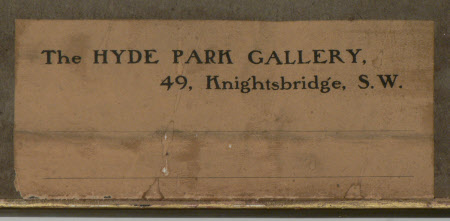 The HYDE PARK GALLERY,
49, Knightsbridge, S.W.